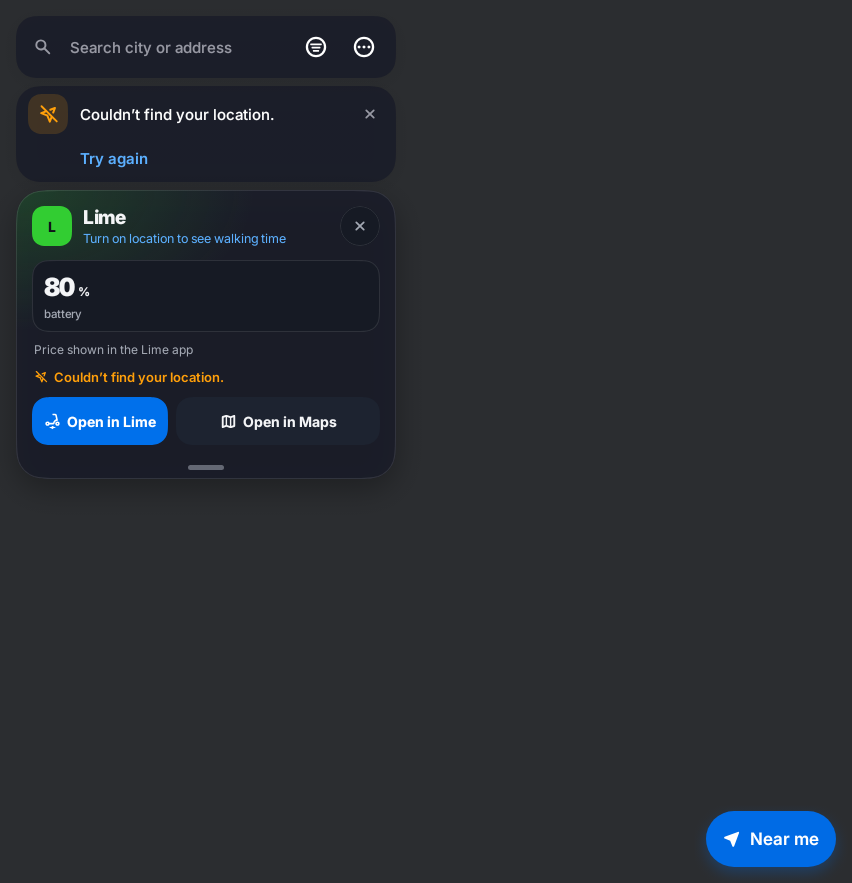 Search city or address
Couldn’t find your location.
Try again
L
Lime
Turn on location to see walking time
80 %
battery
Price shown in the Lime app
Couldn’t find your location.
Open in Lime
Open in Maps
Near me